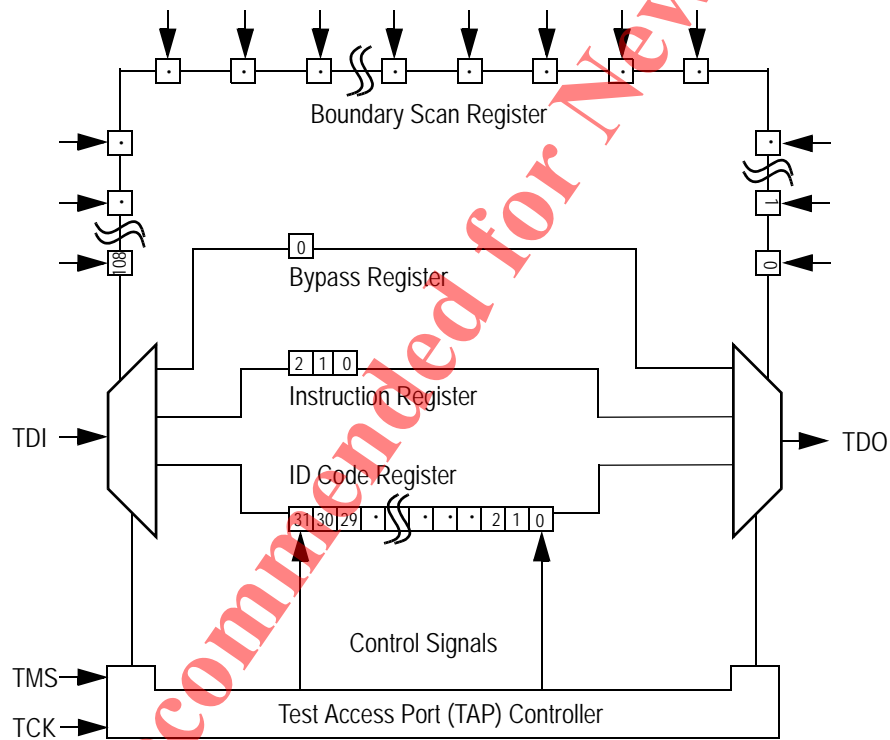 Boundary Scan Register
108
1
0
0
Bypass Register
2 1 0
Instruction Register
TDI
TDO
ID Code Register
31 30 29 · · · · 2 1 0
Control Signals
TMS
Test Access Port (TAP) Controller
TCK
commended for New